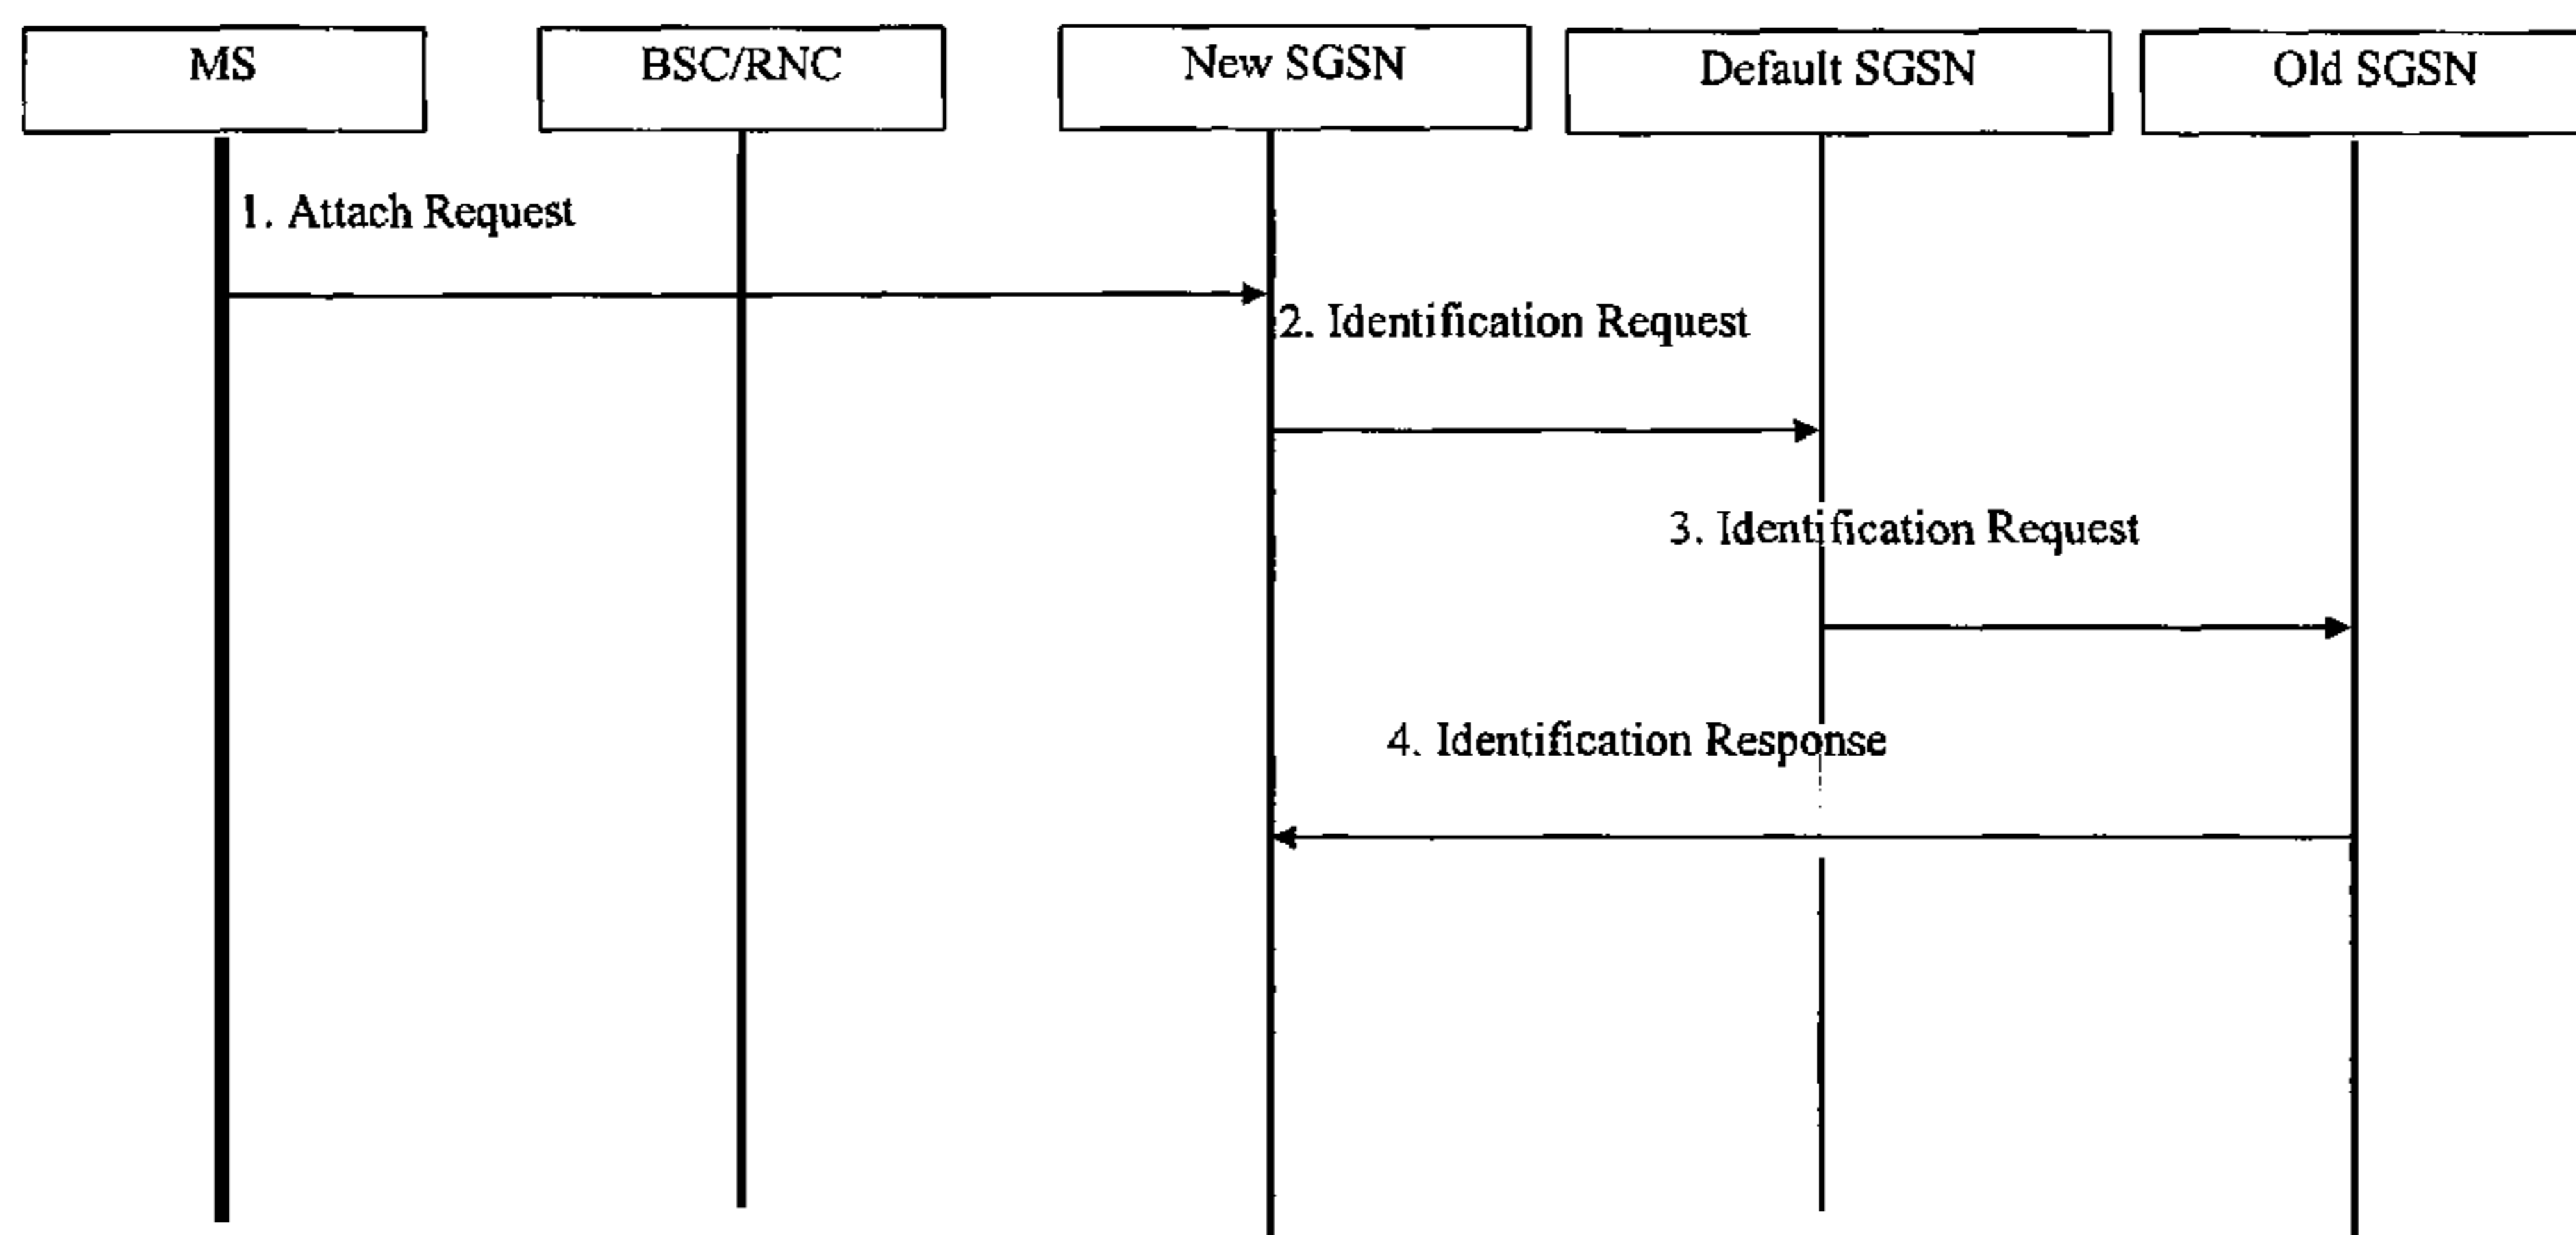 MS
BSC/RNC
New SGSN
Default SGSN
Old SGSN
1. Attach Request
2. Identification Request
3. Identification Request
4. Identification Response